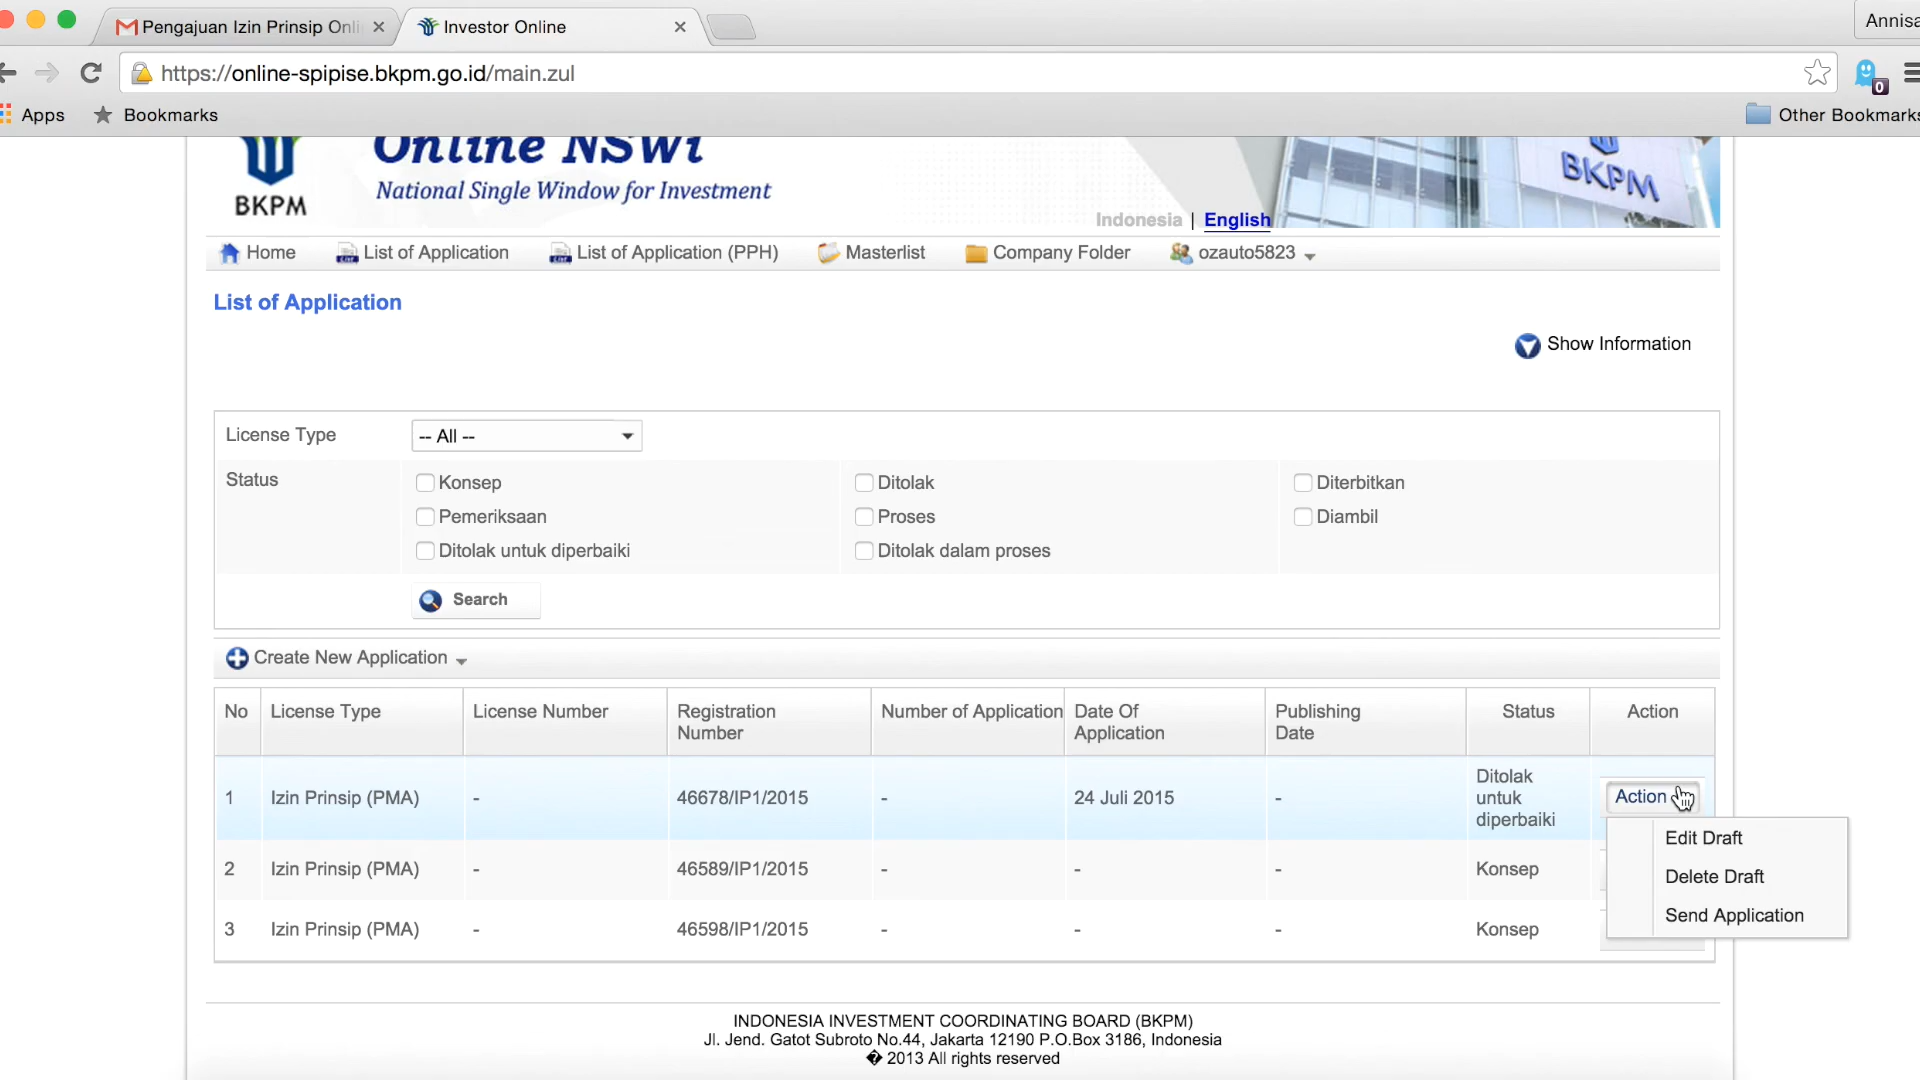 Pengajuan Izin Prinsip Onli
Investor Online
Annisa
https://online-spipise.bkpm.go.id/main.zul
0
Apps
Bookmarks
Other Bookmarks
BKPM
Online NSWi
National Single Window for Investment
BKPM
Indonesia | English
Home
List of Application
List of Application (PPH)
Masterlist
Company Folder
ozauto5823
List of Application
Show Information
License Type
-- All --
Status
Konsep
Ditolak
Diterbitkan
Pemeriksaan
Proses
Diambil
Ditolak untuk diperbaiki
Ditolak dalam proses
Search
Create New Application
No
License Type
License Number
Registration
Number
Number of Application
Date Of
Application
Publishing
Date
Status
Action
1
Izin Prinsip (PMA)
-
46678/IP1/2015
-
24 Juli 2015
-
Ditolak
untuk
diperbaiki
Action
Edit Draft
Delete Draft
Send Application
2
Izin Prinsip (PMA)
-
46589/IP1/2015
-
-
-
Konsep
3
Izin Prinsip (PMA)
-
46598/IP1/2015
-
-
-
Konsep
INDONESIA INVESTMENT COORDINATING BOARD (BKPM)
Jl. Jend. Gatot Subroto No.44, Jakarta 12190 P.O.Box 3186, Indonesia
� 2013 All rights reserved